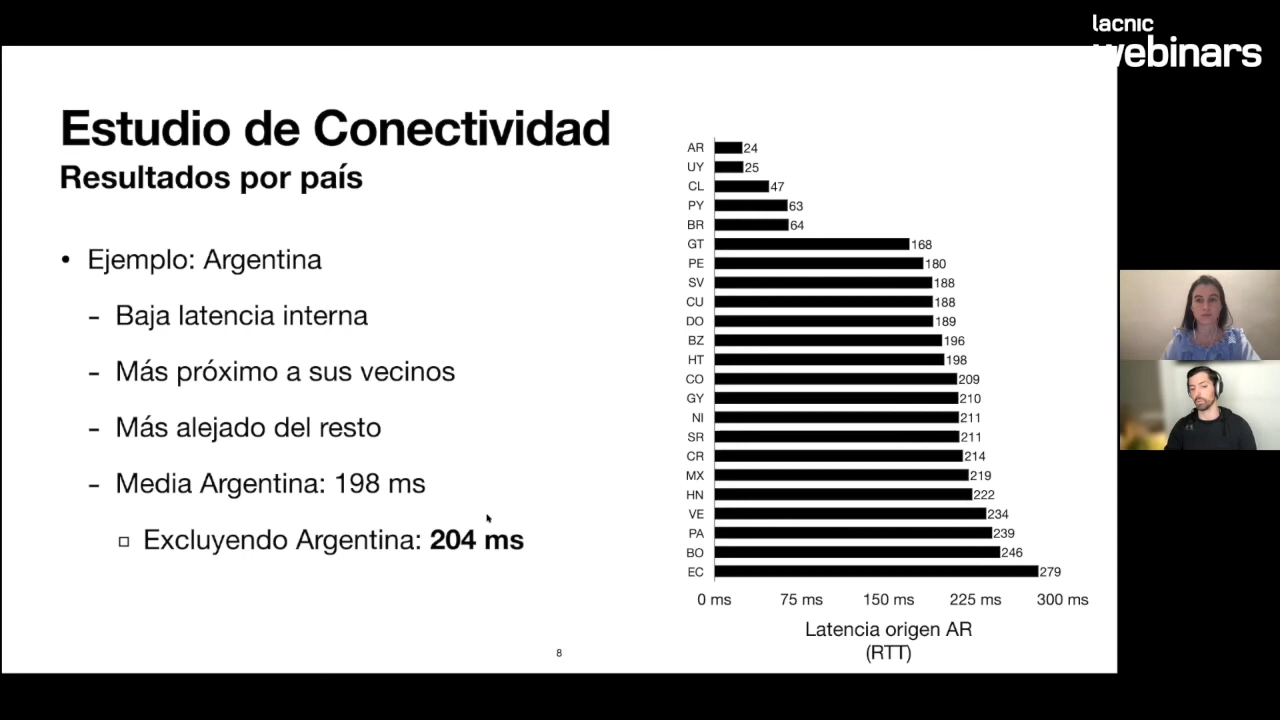 lacnic
webinars
Estudio de Conectividad
Resultados por país
• Ejemplo: Argentina
- Baja latencia interna
- Más próximo a sus vecinos
- Más alejado del resto
- Media Argentina: 198 ms
Excluyendo Argentina: 204 ms
AR 24
UY 25
CL 47
PY 63
BR 64
GT 168
PE 180
SV 188
CU 188
DO 189
BZ 196
HT 198
CO 209
GY 210
NI 211
SR 211
CR 214
MX 219
HN 222
VE 234
PA 239
BO 246
EC 279
0 ms 75 ms 150 ms 225 ms 300 ms
Latencia origen AR
(RTT)
8